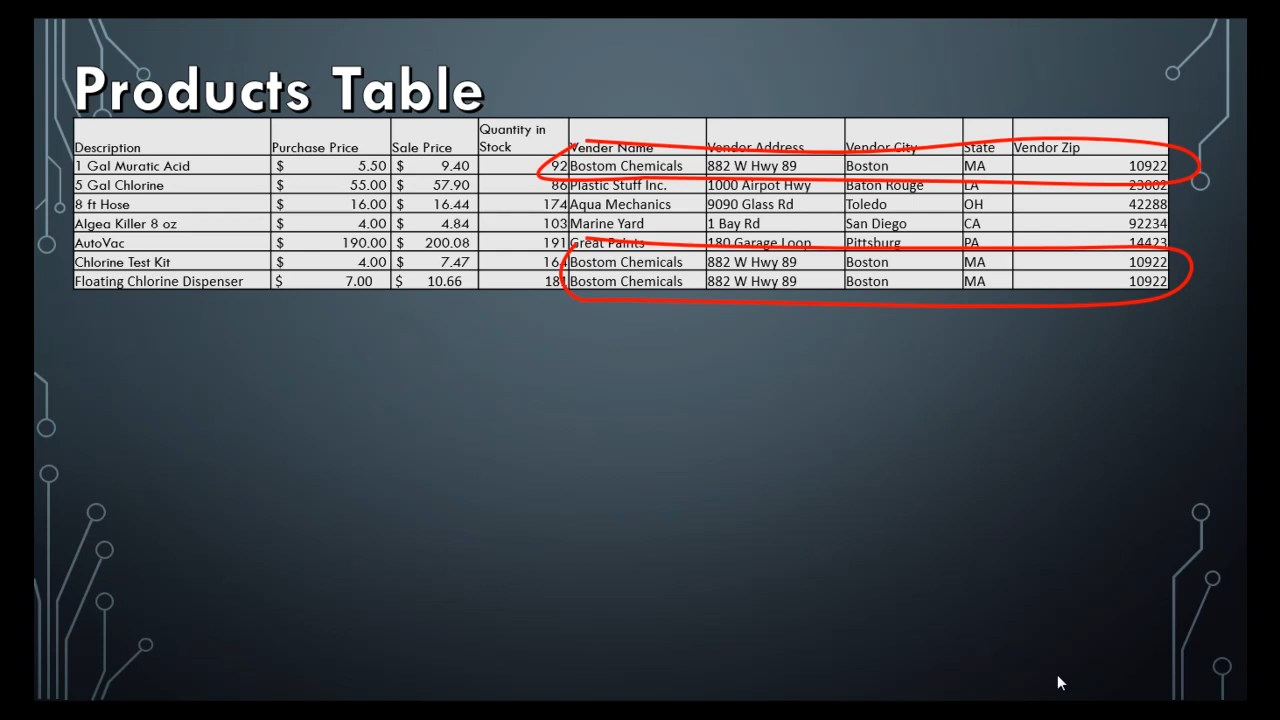 Products Table
Quantity in
Description Purchase Price Sale Price Stock Vender Name Vendor Address Vendor City State Vendor Zip
1 Gal Muratic Acid $ 5.50 $ 9.40 92 Bostom Chemicals 882 W Hwy 89 Boston MA 10922
5 Gal Chlorine $ 55.00 $ 57.90 86 Plastic Stuff Inc. 1000 Airpot Hwy Baton Rouge LA 23002
8 ft Hose $ 16.00 $ 16.44 174 Aqua Mechanics 9090 Glass Rd Toledo OH 42288
Algea Killer 8 oz $ 4.00 $ 4.84 103 Marine Yard 1 Bay Rd San Diego CA 92234
AutoVac $ 190.00 $ 200.08 191 Great Paints 180 Garage Loop Pittsburg PA 14423
Chlorine Test Kit $ 4.00 $ 7.47 164 Bostom Chemicals 882 W Hwy 89 Boston MA 10922
Floating Chlorine Dispenser $ 7.00 $ 10.66 181 Bostom Chemicals 882 W Hwy 89 Boston MA 10922